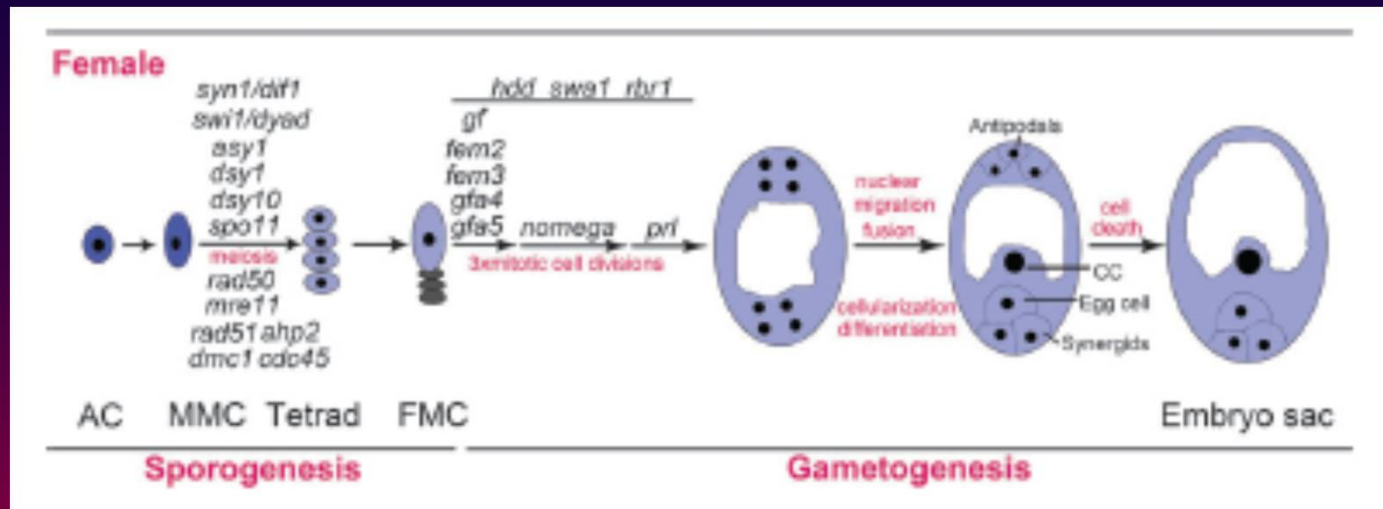 Female
syn1/dif1
swi1/dyad
asy1
dsy1
dsy10
spo11
meiosis
rad50
mre11
rad51 ahp2
dmc1 cdc45
hdd swa1 rbr1
gf
fem2
fem3
gfa4
gfa5
nomega
prl
3xmitotic cell divisions
nuclear
migration
fusion
cellularization
differentiation
Antipodals
CC
Egg cell
Synergids
cell
death
AC MMC Tetrad FMC Embryo sac
Sporogenesis Gametogenesis